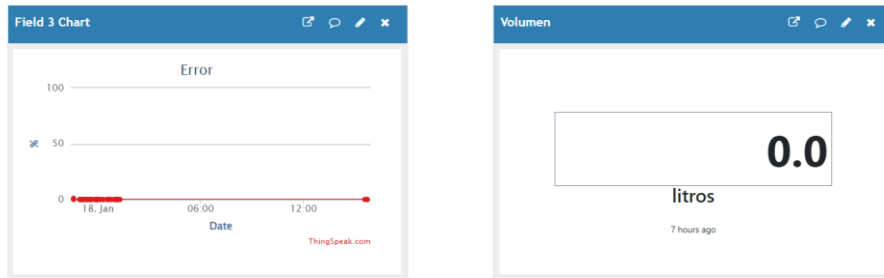 Field 3 Chart
Error
100
%
50
0
18. Jan 06:00 12:00
Date
ThingSpeak.com
Volumen
0.0
litros
7 hours ago